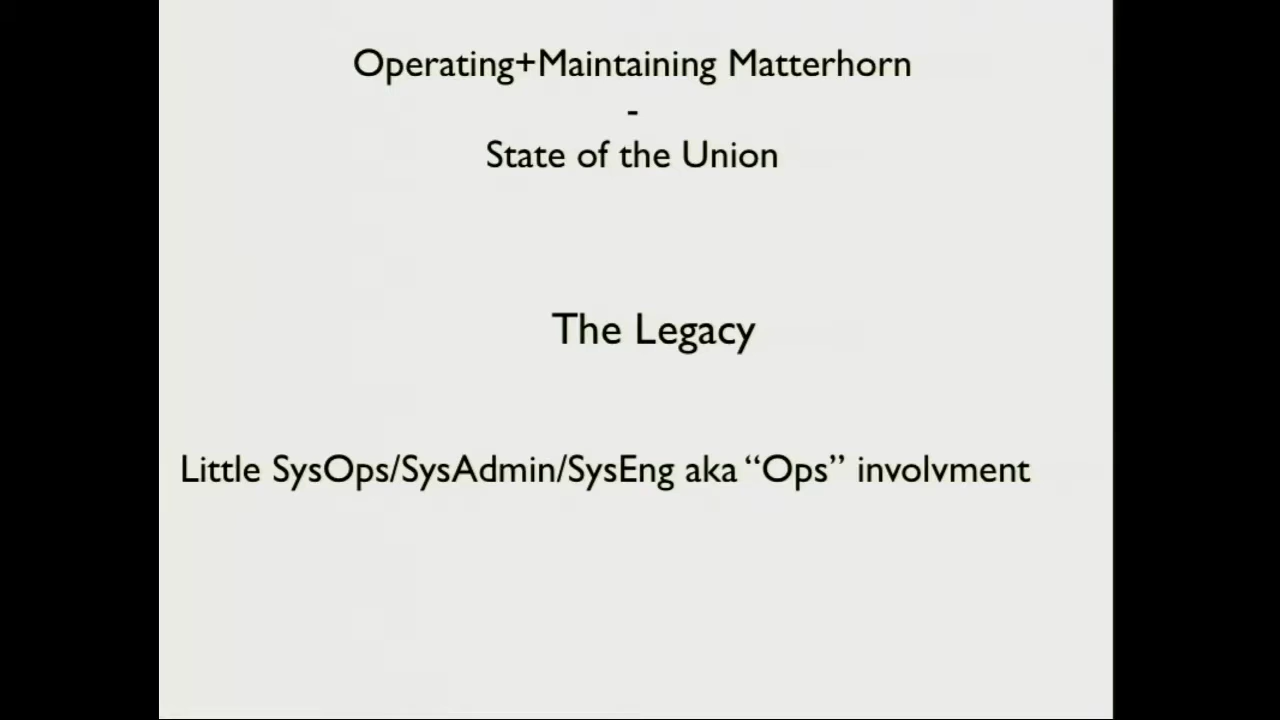 Operating+Maintaining Matterhorn
-
State of the Union
The Legacy
Little SysOps/SysAdmin/SysEng aka “Ops” involvment